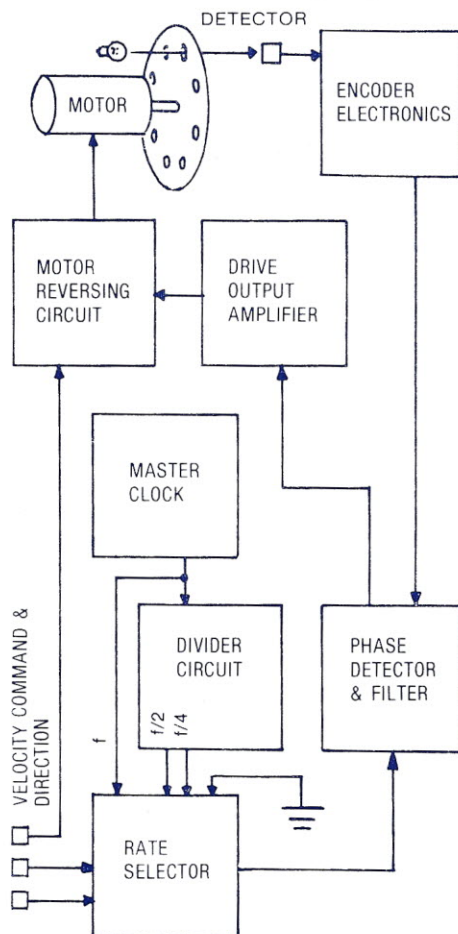 DETECTOR
MOTOR
ENCODER
ELECTRONICS
MOTOR
REVERSING
CIRCUIT
DRIVE
OUTPUT
AMPLIFIER
MASTER
CLOCK
VELOCITY COMMAND &
DIRECTION
f
DIVIDER
CIRCUIT
f/2
f/4
PHASE
DETECTOR
& FILTER
RATE
SELECTOR